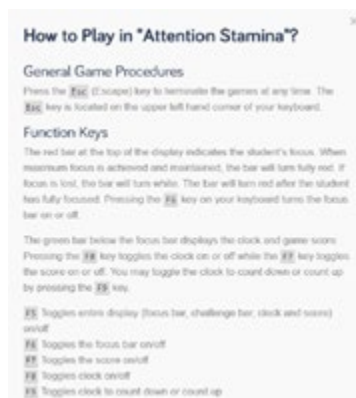 How to Play in "Attention Stamina"?
General Game Procedures
Press the Esc (Escape) key to terminate the games at any time. The
Esc key is located on the upper left hand corner of your keyboard.
Function Keys
The red bar at the top of the display indicates the student's focus. When
maximum focus is achieved and maintained, the bar will turn fully red. If
focus is lost, the bar will turn white. The bar will turn red after the student
has fully focused. Pressing the F6 key on your keyboard turns the focus
bar on or off.
The green bar below the focus bar displays the clock and game score.
Pressing the F8 key toggles the clock on or off while the F7 key toggles
the score on or off. You may toggle the clock to count down or count up
by pressing the F9 key.
F5 Toggles entire display (focus bar, challenge bar, clock and score)
on/off
F6 Toggles the focus bar on/off
F7 Toggles the score on/off
F8 Toggles clock on/off
Toggles clock to count down or count up